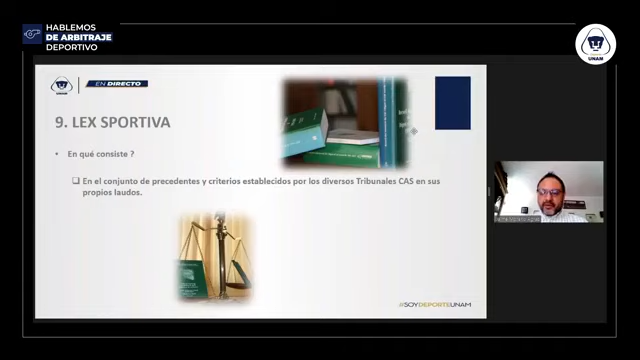 HABLEMOS
DE ARBITRAJE
DEPORTIVO
UNAM
UNAM
EN DIRECTO
9. LEX SPORTIVA
• En qué consiste ?
❑ En el conjunto de precedentes y criterios establecidos por los diversos Tribunales CAS en sus
propios laudos.
#SOYDEPORTEUNAM